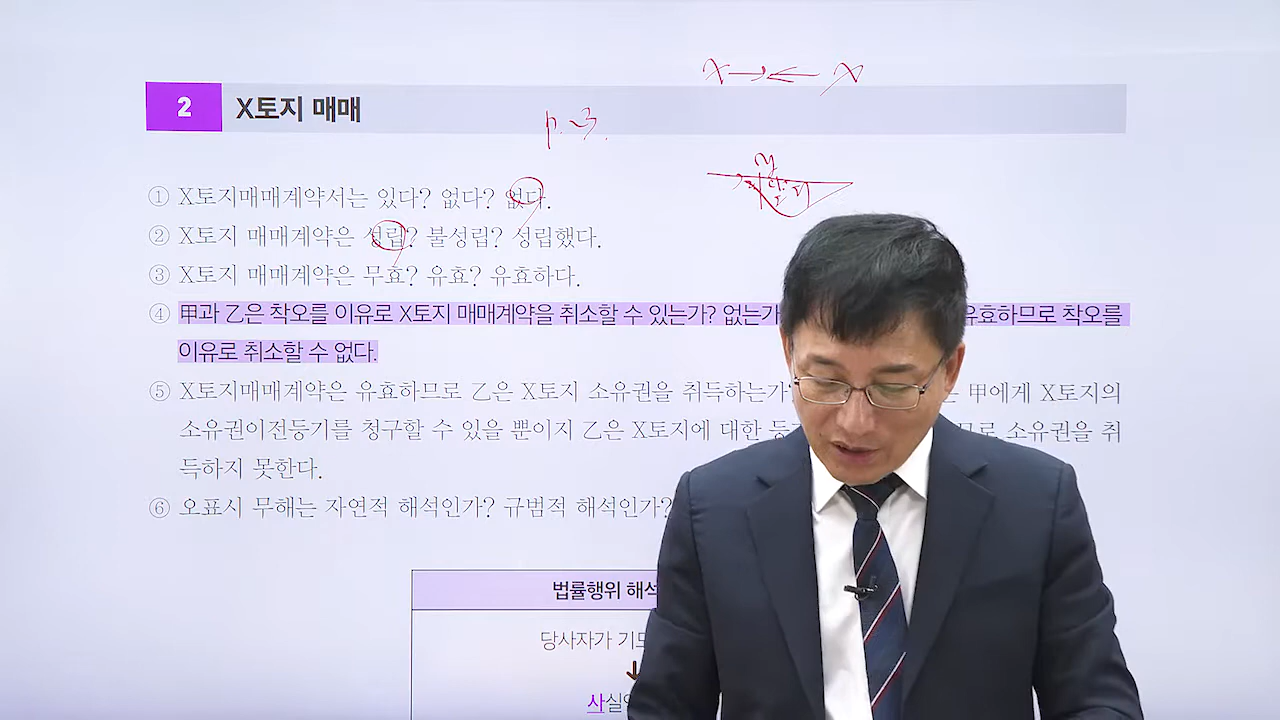 X → ← X
2 X토지 매매
p. 3.
① X토지매매계약서는 있다? 없다? 없다.
② X토지 매매계약은 성립? 불성립? 성립했다.
③ X토지 매매계약은 무효? 유효? 유효하다.
④ 甲과 乙은 착오를 이유로 X토지 매매계약을 취소할 수 있는가? 없는가 유효하므로 착오를
이유로 취소할 수 없다.
⑤ X토지매매계약은 유효하므로 乙은 X토지 소유권을 취득하는가 甲에게 X토지의
소유권이전등기를 청구할 수 있을 뿐이지 乙은 X토지에 대한 소유권을 취
득하지 못한다.
⑥ 오표시 무해는 자연적 해석인가? 규범적 해석인가?
법률행위 해석
당사자가 기도
사실